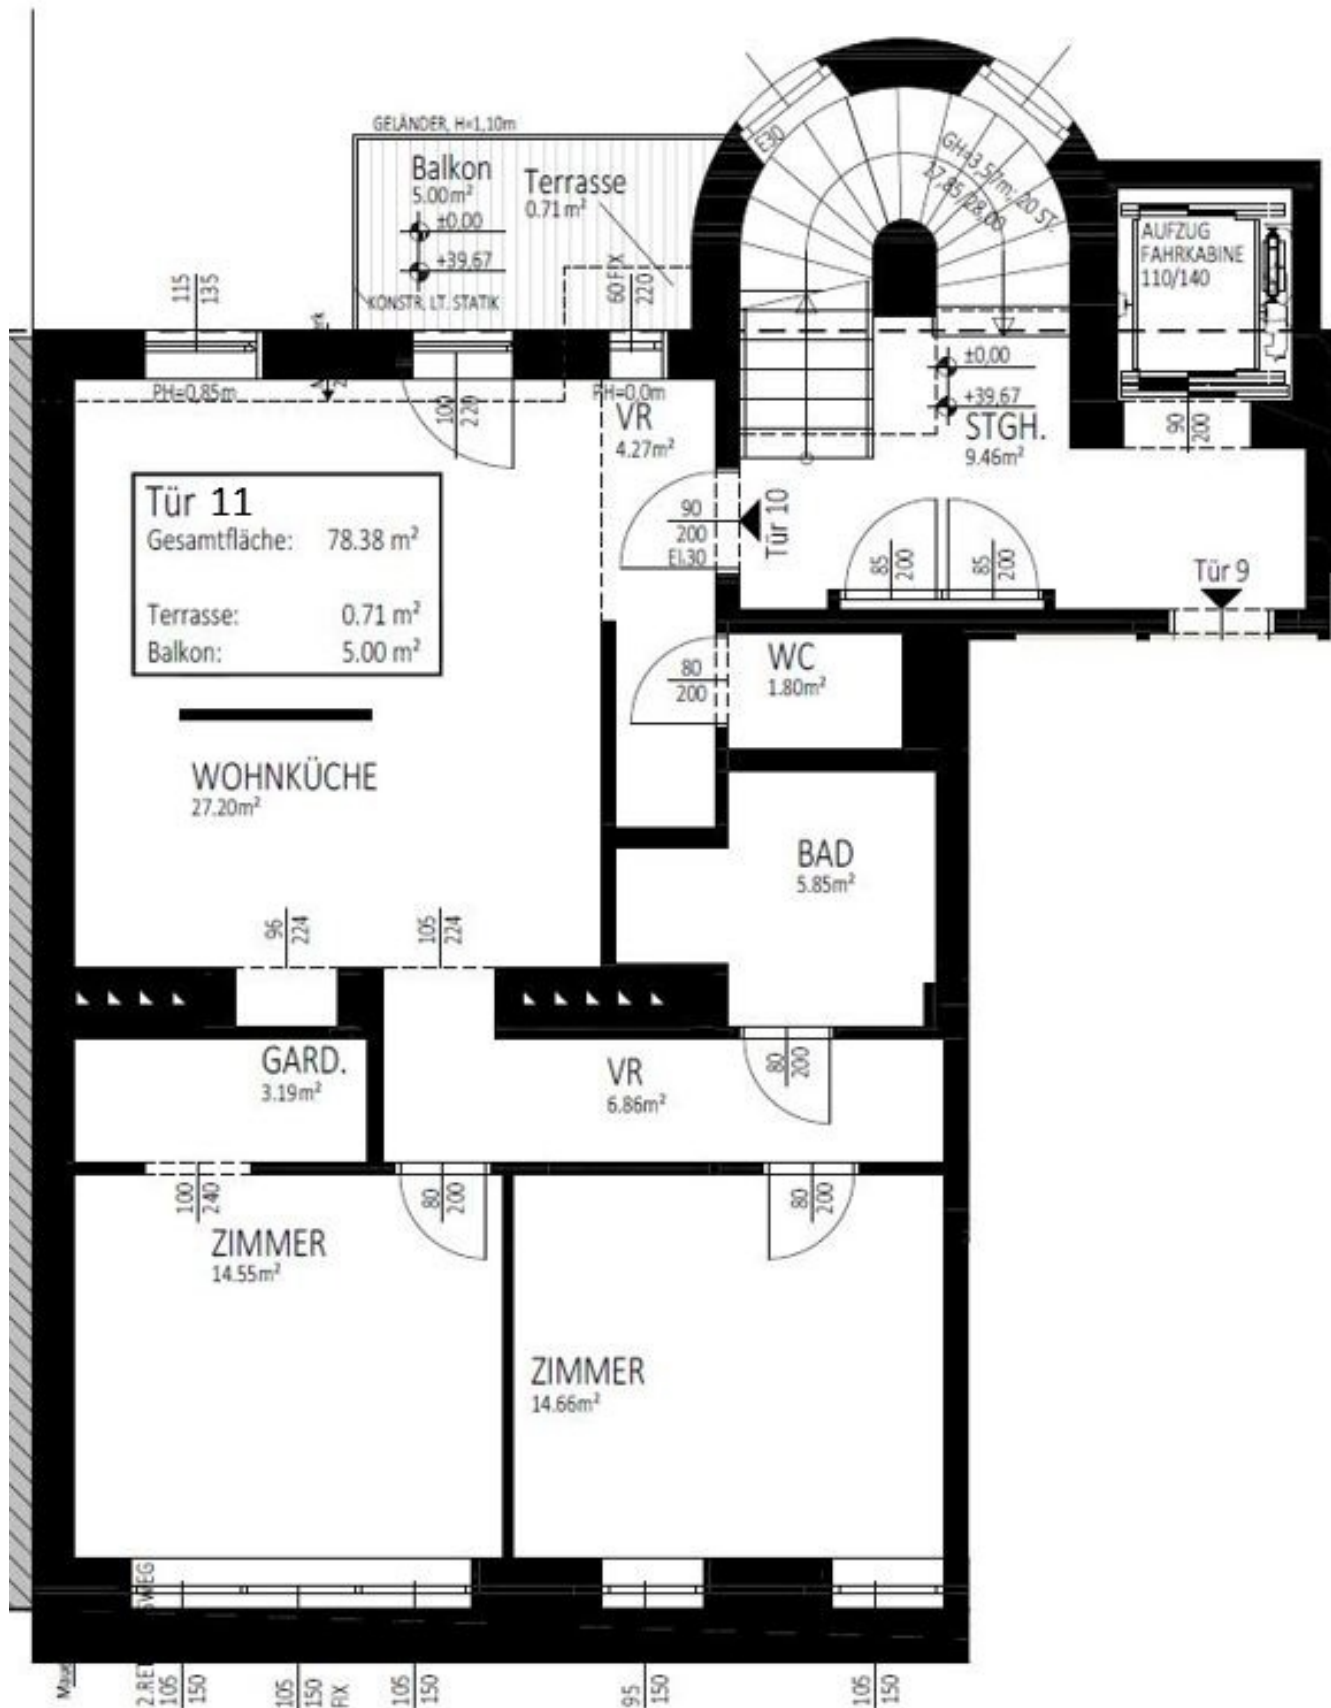 GELÄNDER, H=1,10m
Balkon
5.00m²
±0,00
+39,67
KONSTR. LT. STATIK
Terrasse
0.71m²
60 FIX
220
115
135
PH=0,85m
100
220
PH=0,0m
EI30
GH=3,57m; 20 ST.
17,85/28,00
AUFZUG
FAHRKABINE
110/140
±0,00
+39,67
STGH.
9.46m²
90
200
VR
4.27m²
Tür 11
Gesamtfläche: 78.38 m²
Terrasse: 0.71 m²
Balkon: 5.00 m²
90
200
EI.30
Tür 10
85
200
85
200
Tür 9
80
200
WC
1.80m²
WOHNKÜCHE
27.20m²
BAD
5.85m²
96
224
105
224
GARD.
3.19m²
VR
6.86m²
80
200
100
240
80
200
80
200
ZIMMER
14.55m²
ZIMMER
14.66m²
105
150
105
150
FIX
105
150
95
150
105
150